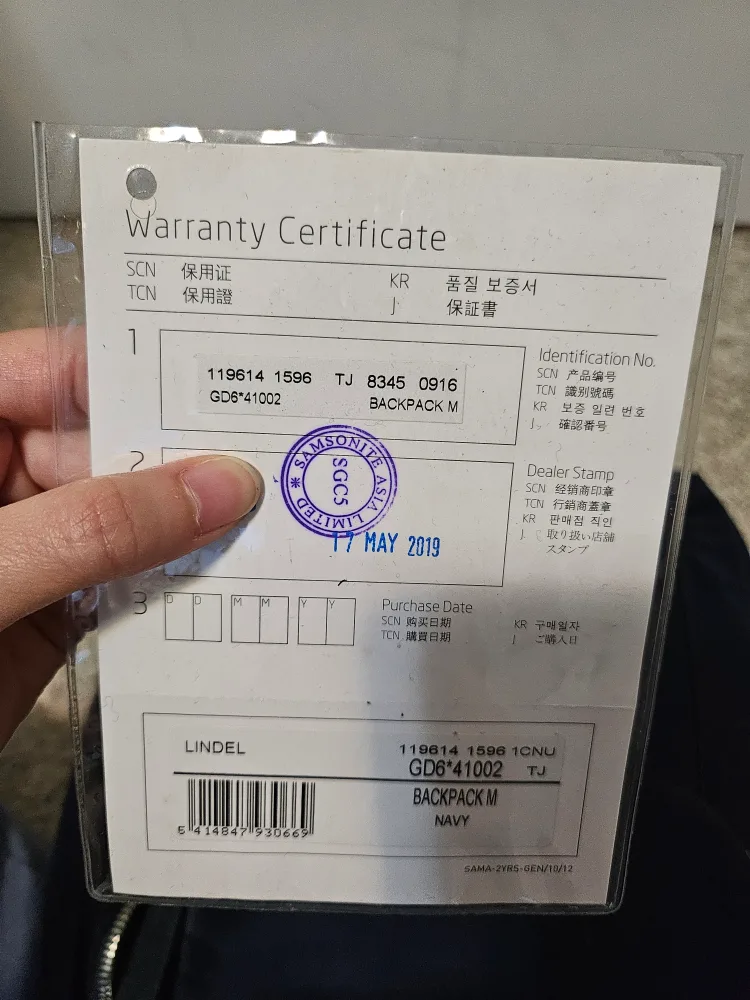 Warranty Certificate
SCN 保用证
KR 품질 보증서
TCN 保用證
J 保証書
1
119614 1596 TJ 8345 0916
GD6*41002 BACKPACK M
Identification No.
SCN 产品编号
TCN 識別號碼
KR 보증 일련 번호
J. 確認番号
2
SAMSONITE ASIA LIMITED
SGC5
17 MAY 2019
Dealer Stamp
SCN 经销商印章
TCN 行銷商蓋章
KR 판매점 직인
J. 取り扱い店舗
スタンプ
3
D D M M Y Y
Purchase Date
SCN 购买日期
KR 구매일자
TCN 購買日期
J ご購入日
LINDEL 119614 1596 1CNU
GD6*41002 TJ
BACKPACK M
NAVY
5 414847 930669
SAMA-2YRS-GEN/10/12